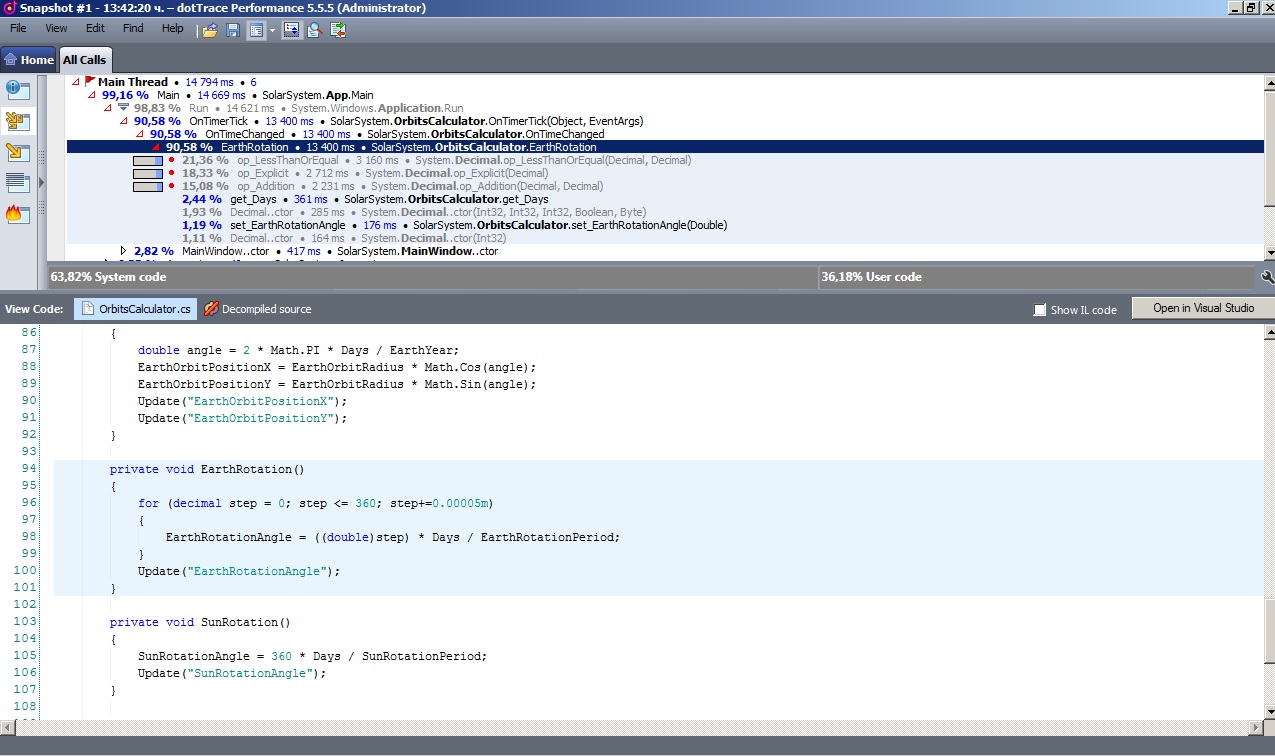 Snapshot #1 - 13:42:20 ч. – dotTrace Performance 5.5.5 (Administrator)
File View Edit Find Help
Home All Calls
Main Thread • 14 794 ms • 6
99,16 % Main • 14 669 ms • SolarSystem.App.Main
98,83 % Run • 14 621 ms • System.Windows.Application.Run
90,58 % OnTimerTick • 13 400 ms • SolarSystem.OrbitsCalculator.OnTimerTick(Object, EventArgs)
90,58 % OnTimeChanged • 13 400 ms • SolarSystem.OrbitsCalculator.OnTimeChanged
90,58 % EarthRotation • 13 400 ms • SolarSystem.OrbitsCalculator.EarthRotation
21,36 % op_LessThanOrEqual • 3 160 ms • System.Decimal.op_LessThanOrEqual(Decimal, Decimal)
18,33 % op_Explicit • 2 712 ms • System.Decimal.op_Explicit(Decimal)
15,08 % op_Addition • 2 231 ms • System.Decimal.op_Addition(Decimal, Decimal)
2,44 % get_Days • 361 ms • SolarSystem.OrbitsCalculator.get_Days
1,93 % Decimal..ctor • 285 ms • System.Decimal..ctor(Int32, Int32, Int32, Boolean, Byte)
1,19 % set_EarthRotationAngle • 176 ms • SolarSystem.OrbitsCalculator.set_EarthRotationAngle(Double)
1,11 % Decimal..ctor • 164 ms • System.Decimal..ctor(Int32)
2,82 % MainWindow..ctor • 417 ms • SolarSystem.MainWindow..ctor
63,82% System code 36,18% User code
View Code: OrbitsCalculator.cs Decompiled source Show IL code Open in Visual Studio
86 {
87 double angle = 2 * Math.PI * Days / EarthYear;
88 EarthOrbitPositionX = EarthOrbitRadius * Math.Cos(angle);
89 EarthOrbitPositionY = EarthOrbitRadius * Math.Sin(angle);
90 Update("EarthOrbitPositionX");
91 Update("EarthOrbitPositionY");
92 }
93
94 private void EarthRotation()
95 {
96 for (decimal step = 0; step <= 360; step+=0.00005m)
97 {
98 EarthRotationAngle = ((double)step) * Days / EarthRotationPeriod;
99 }
100 Update("EarthRotationAngle");
101 }
102
103 private void SunRotation()
104 {
105 SunRotationAngle = 360 * Days / SunRotationPeriod;
106 Update("SunRotationAngle");
107 }
108